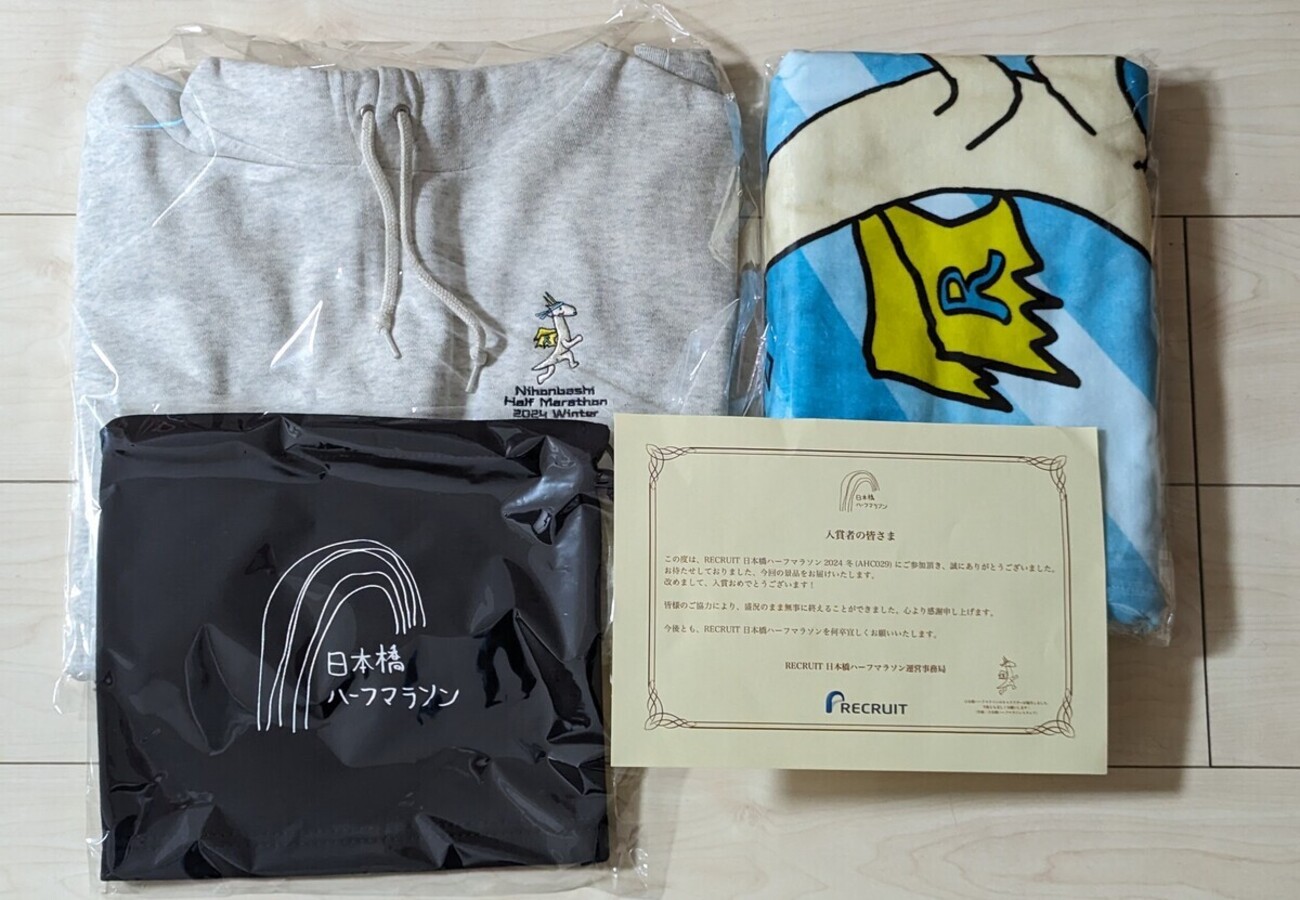 Nihonbashi
Half Marathon
2024 Winter
R
日本橋
ハーフマラソン
日本橋
ハーフマラソン
入賞者の皆さま
この度は、RECRUIT 日本橋ハーフマラソン 2024 冬 (AHC029) にご参加頂き、誠にありがとうございました。
お待たせしておりました、今回の景品をお届けいたします。
改めまして、入賞おめでとうございます！
皆様のご協力により、盛況のまま無事に終えることができました。心より感謝申し上げます。
今後とも、RECRUIT 日本橋ハーフマラソンを何卒宜しくお願いいたします。
RECRUIT 日本橋ハーフマラソン運営事務局
RECRUIT